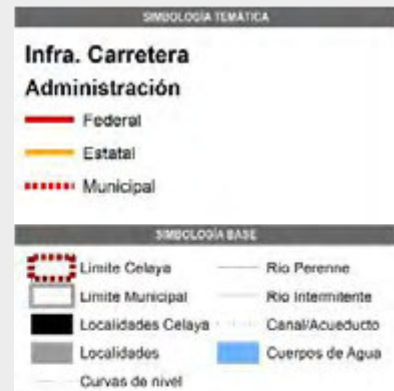 SIMBOLOGÍA TEMÁTICA
Infra. Carretera
Administración
Federal
Estatal
Municipal
SIMBOLOGÍA BASE
Limite Celaya
Rio Perenne
Limite Municipal
Rio Intermitente
Localidades Celaya
Canal/Acueducto
Localidades
Cuerpos de Agua
Curvas de nivel